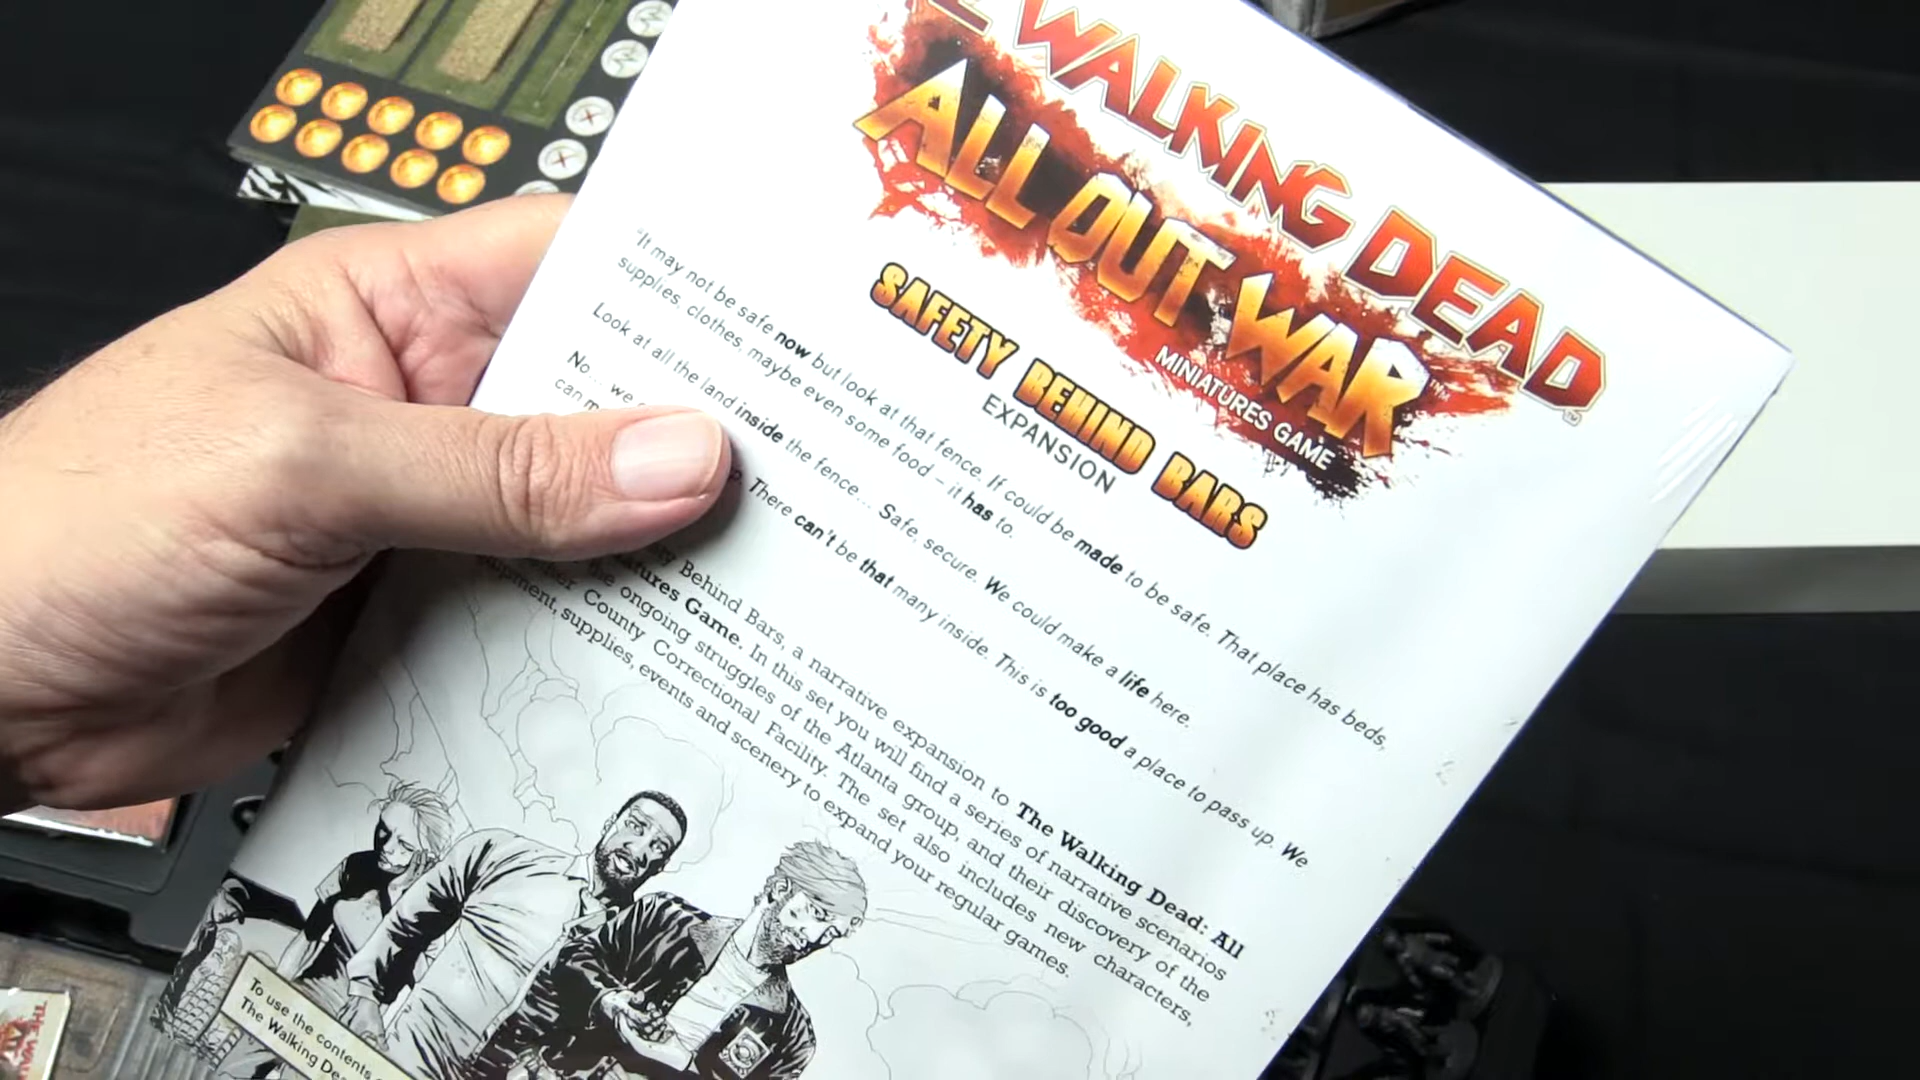 WALKING DEAD
ALL OUT WAR
MINIATURES GAME
SAFETY BEHIND BARS
EXPANSION
"It may not be safe now but look at that fence. If could be made to be safe. That place has beds,
supplies, clothes, maybe even some food – it has to.
Look at all the land inside the fence... Safe, secure. We could make a life here.
No... we There can't be that many inside. This is too good a place to pass up. We
can
Behind Bars, a narrative expansion to The Walking Dead: All
Game. In this set you will find a series of narrative scenarios
the ongoing struggles of the Atlanta group, and their discovery of the
County Correctional Facility. The set also includes new characters,
supplies, events and scenery to expand your regular games.
To use the contents
The Walking